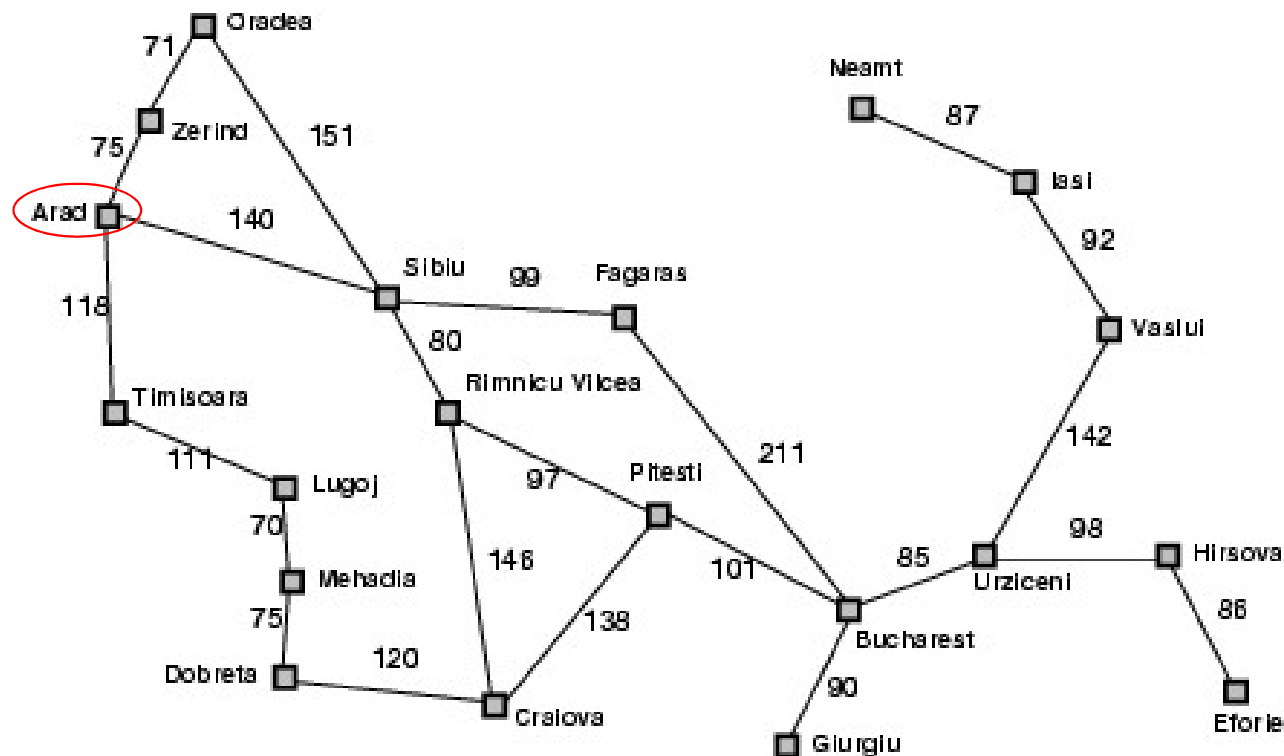 Oradea
71
Neamt
87
Zerind
151
75
Iasi
Arad
140
92
Sibiu
99
Fagaras
118
80
Vaslui
Timisoara
Rimnicu Vilcea
142
111
211
Lugoj
97
Pitesti
70
98
146
101
85
Hirsova
Mehadia
Urziceni
75
138
86
Bucharest
120
Dobreta
90
Craiova
Eforie
Giurgiu